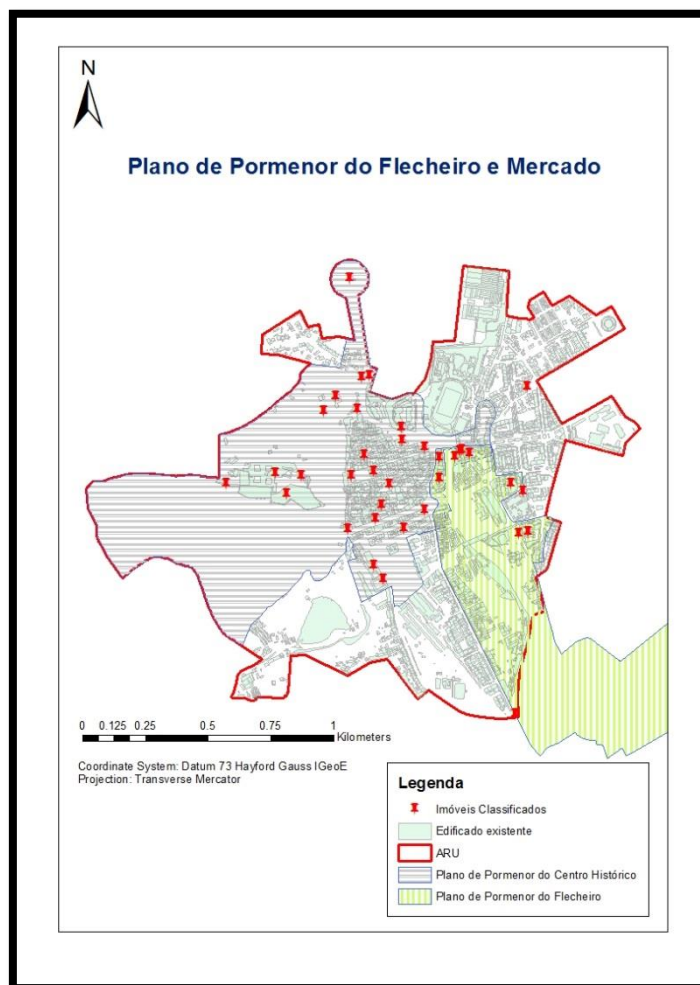 N
Plano de Pormenor do Flecheiro e Mercado
0 0.125 0.25 0.5 0.75 1
Kilometers
Coordinate System: Datum 73 Hayford Gauss IGeoE
Projection: Transverse Mercator
Legenda
Imóveis Classificados
Edificado existente
ARU
Plano de Pormenor do Centro Histórico
Plano de Pormenor do Flecheiro